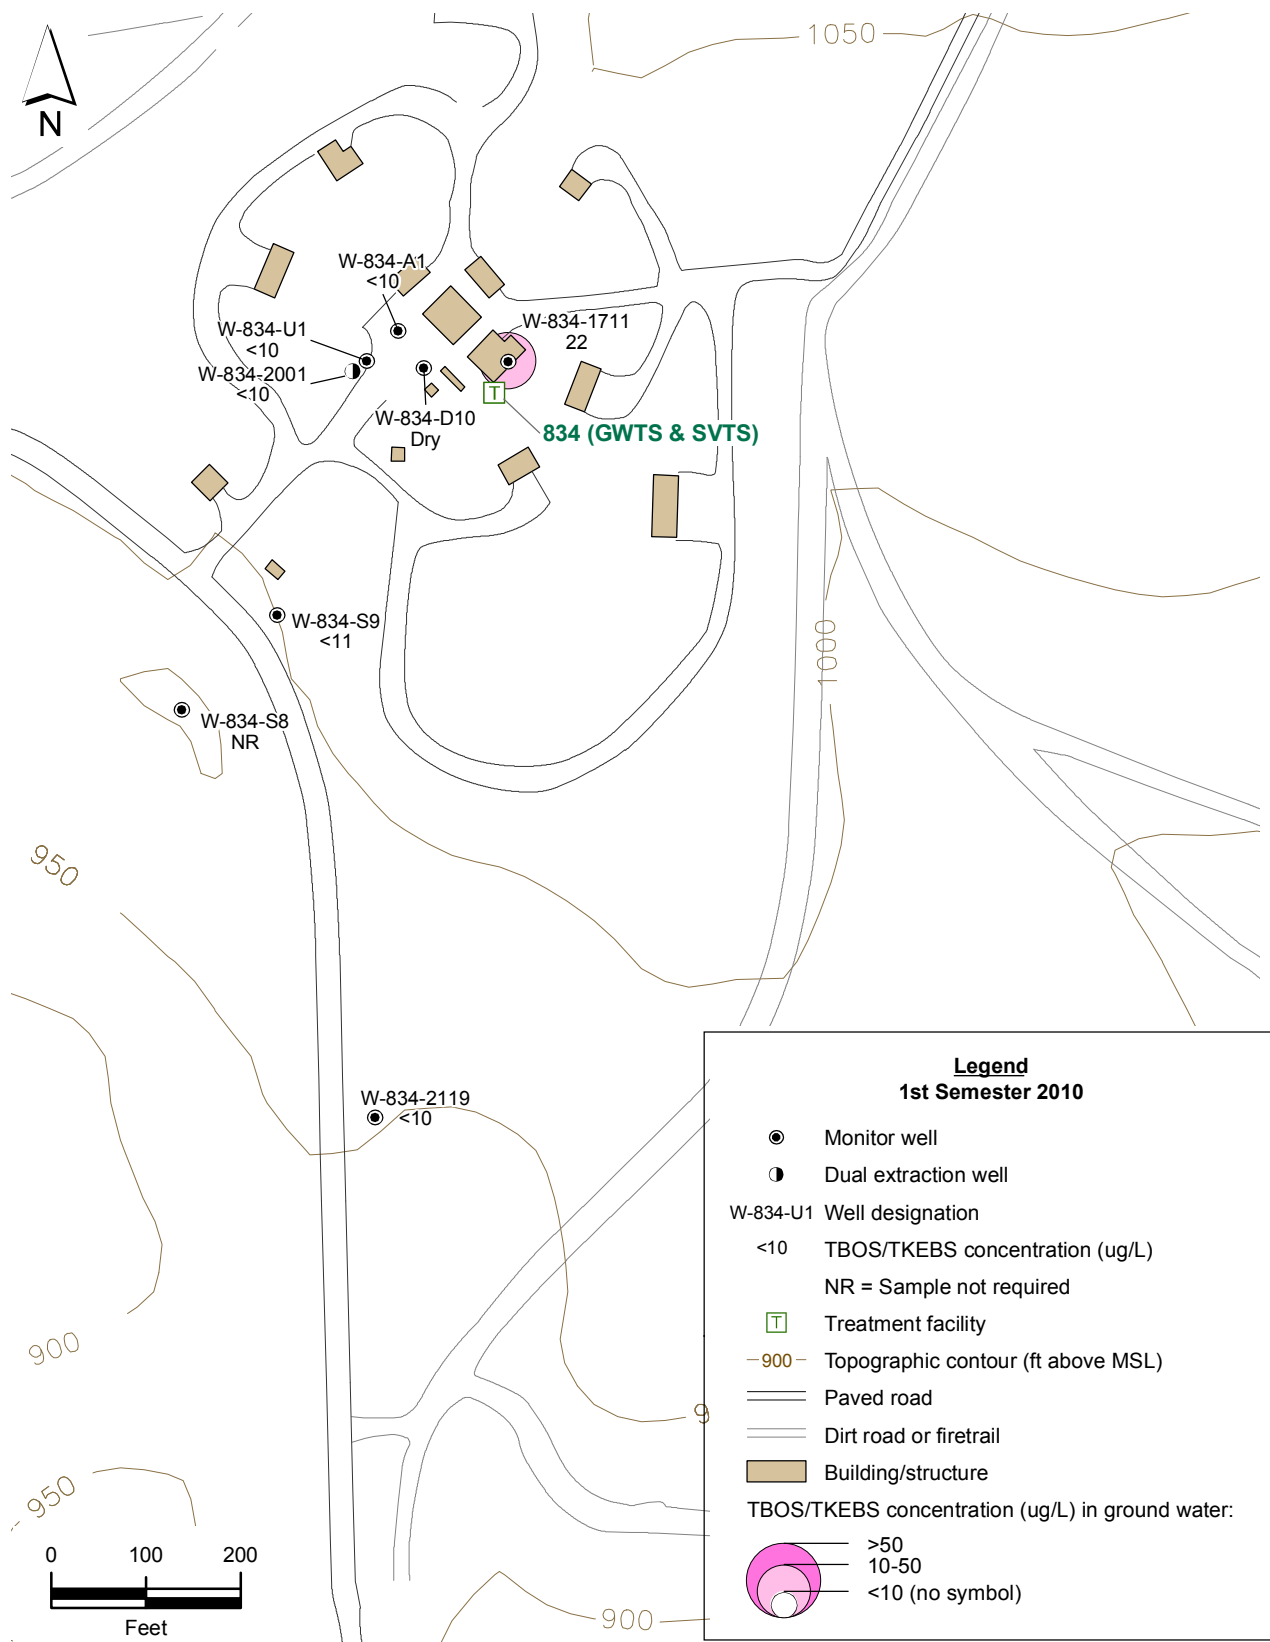 1050
N
W-834-A1
<10
W-834-U1
<10
W-834-2001
<10
W-834-1711
22
T
W-834-D10
Dry
834 (GWTS & SVTS)
W-834-S9
<11
1000
W-834-S8
NR
950
W-834-2119
<10
900
9
950
900
0 100 200
Feet
Legend
1st Semester 2010
Monitor well
Dual extraction well
W-834-U1 Well designation
<10 TBOS/TKEBS concentration (ug/L)
NR = Sample not required
T Treatment facility
900 Topographic contour (ft above MSL)
Paved road
Dirt road or firetrail
Building/structure
TBOS/TKEBS concentration (ug/L) in ground water:
>50
10-50
<10 (no symbol)